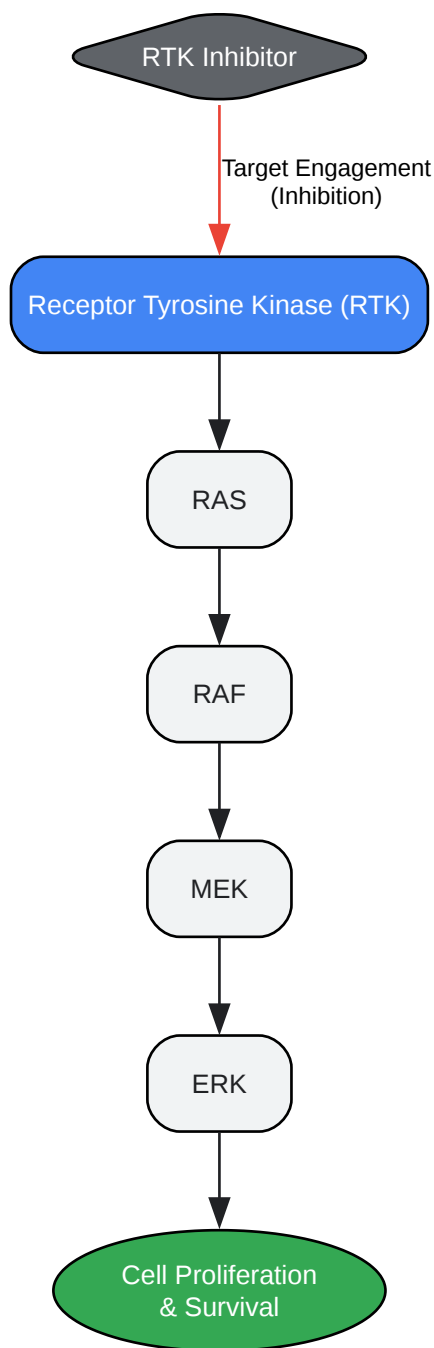 RTK Inhibitor
Target Engagement
(Inhibition)
Receptor Tyrosine Kinase (RTK)
RAS
RAF
MEK
ERK
Cell Proliferation
& Survival